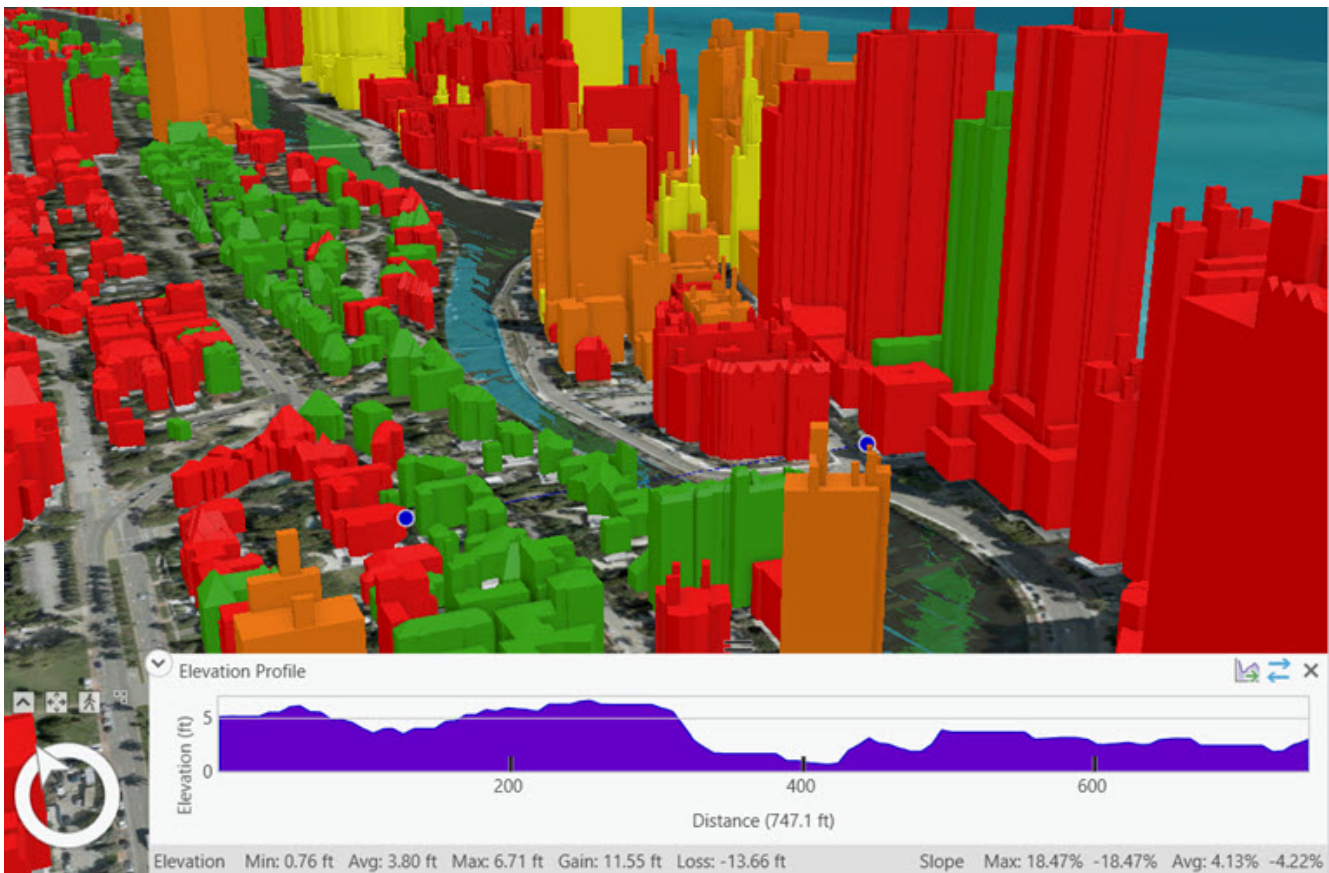 Elevation Profile
Elevation (ft)
5
0
200
400
600
Distance (747.1 ft)
Elevation Min: 0.76 ft Avg: 3.80 ft Max: 6.71 ft Gain: 11.55 ft Loss: -13.66 ft Slope Max: 18.47% -18.47% Avg: 4.13% -4.22%